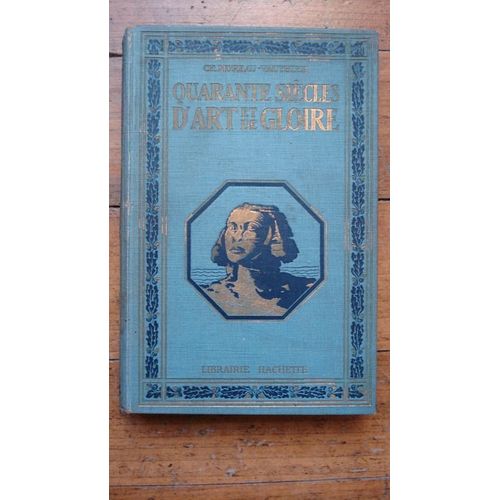 CH. MOREAU-VAUTHIER
QUARANTE SIÈCLES
D'ART ET DE GLOIRE
LIBRAIRIE HACHETTE